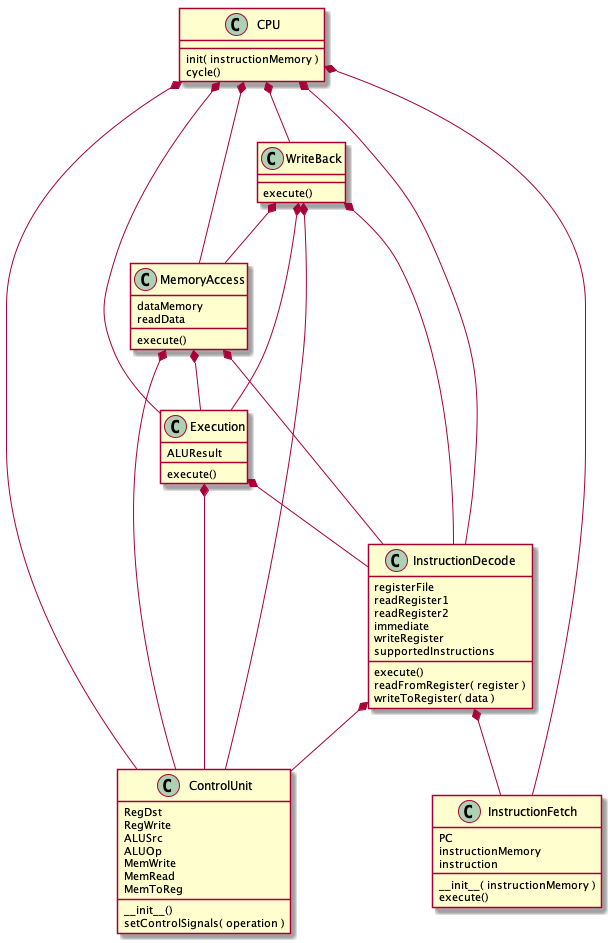 C CPU
init( instructionMemory )
cycle()
C WriteBack
execute()
C MemoryAccess
dataMemory
readData
execute()
C Execution
ALUResult
execute()
C InstructionDecode
registerFile
readRegister1
readRegister2
immediate
writeRegister
supportedInstructions
execute()
readFromRegister( register )
writeToRegister( data )
C ControlUnit
RegDst
RegWrite
ALUSrc
ALUOp
MemWrite
MemRead
MemToReg
__init__()
setControlSignals( operation )
C InstructionFetch
PC
instructionMemory
instruction
__init__( instructionMemory )
execute()